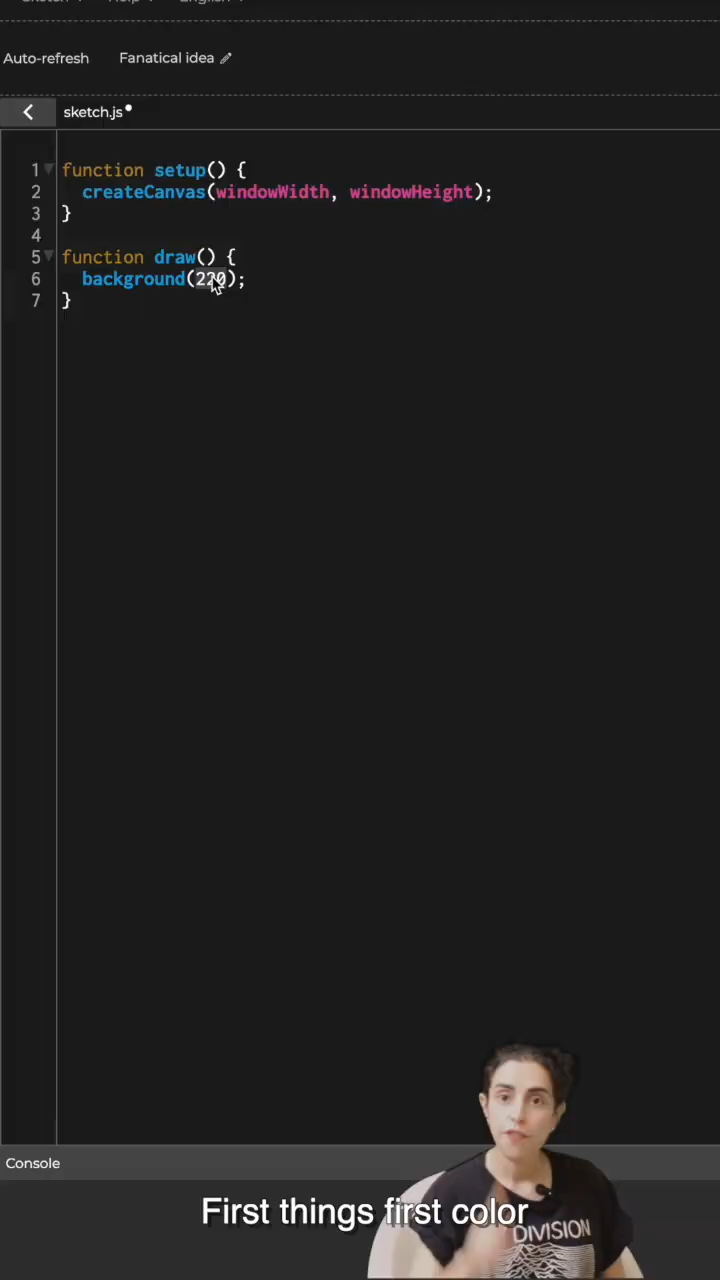 Auto-refresh
Fanatical idea
sketch.js
1 function setup() {
2 createCanvas(windowWidth, windowHeight);
3 }
4
5 function draw() {
6 background(220);
7 }
Console
First things first color
DIVISION